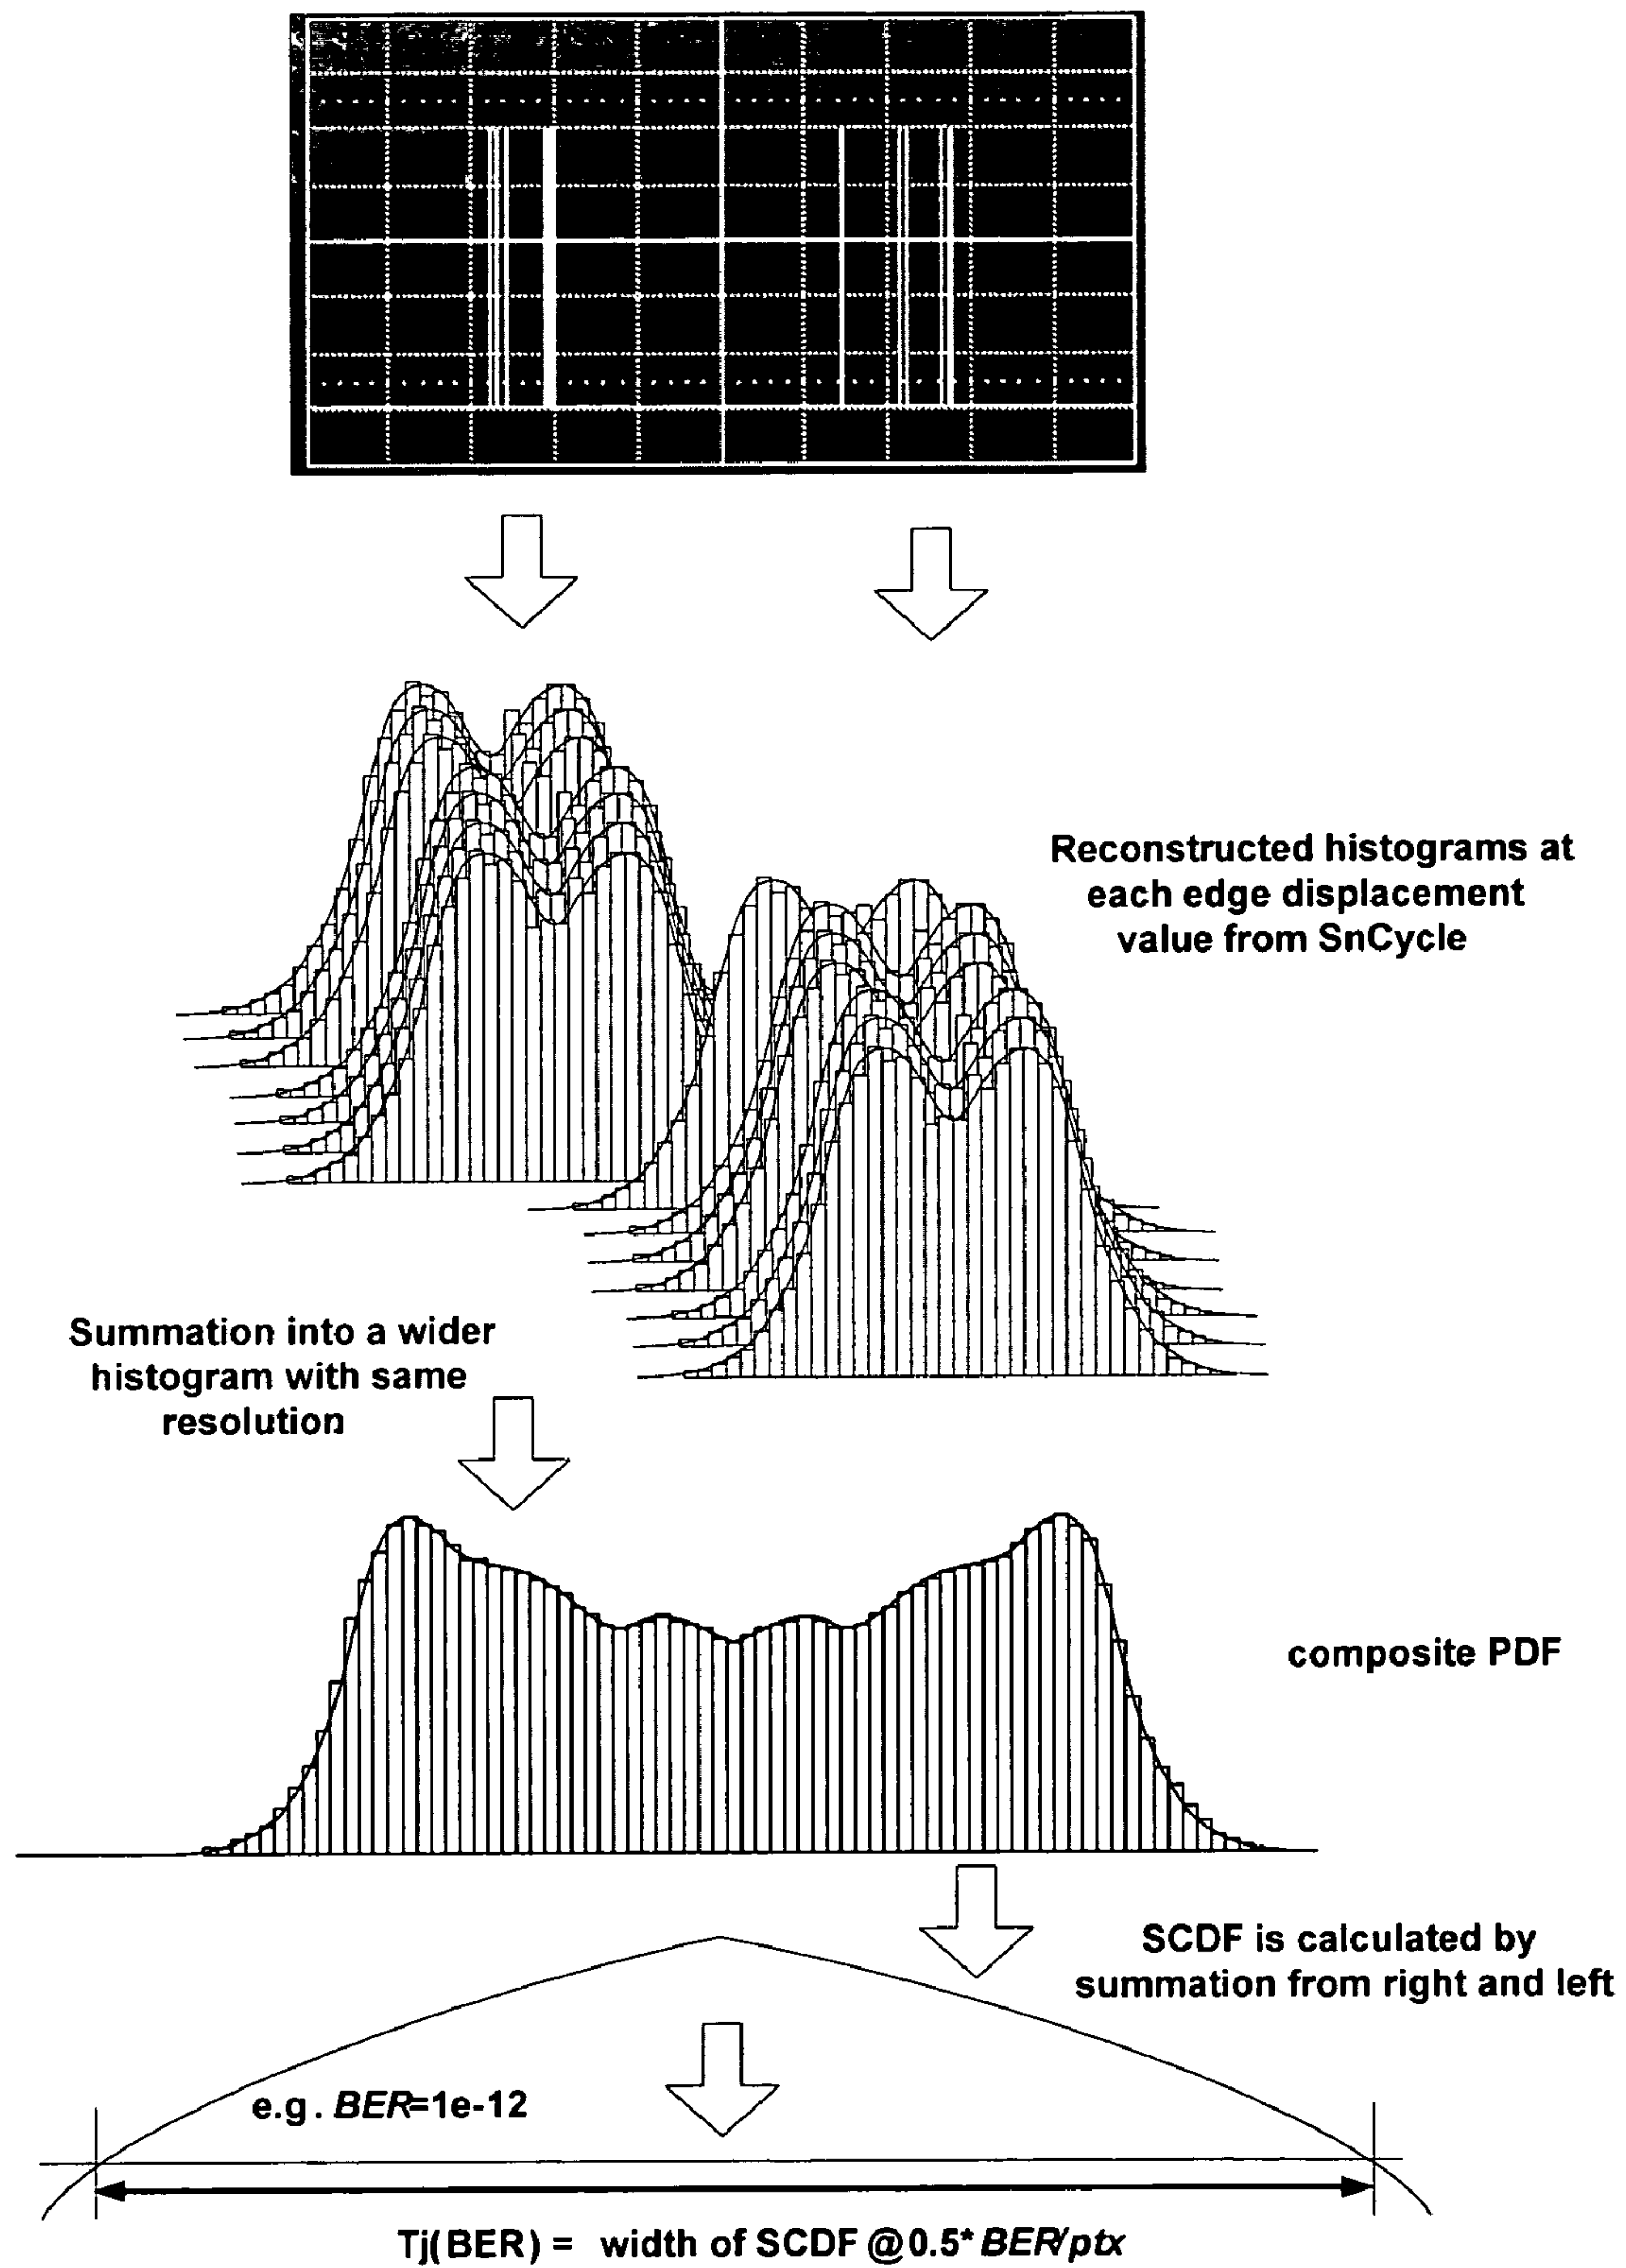 Reconstructed histograms at
each edge displacement
value from SnCycle
Summation into a wider
histogram with same
resolution
composite PDF
SCDF is calculated by
summation from right and left
e.g. BER=1e-12
Tj(BER) = width of SCDF @0.5* BER/ptx